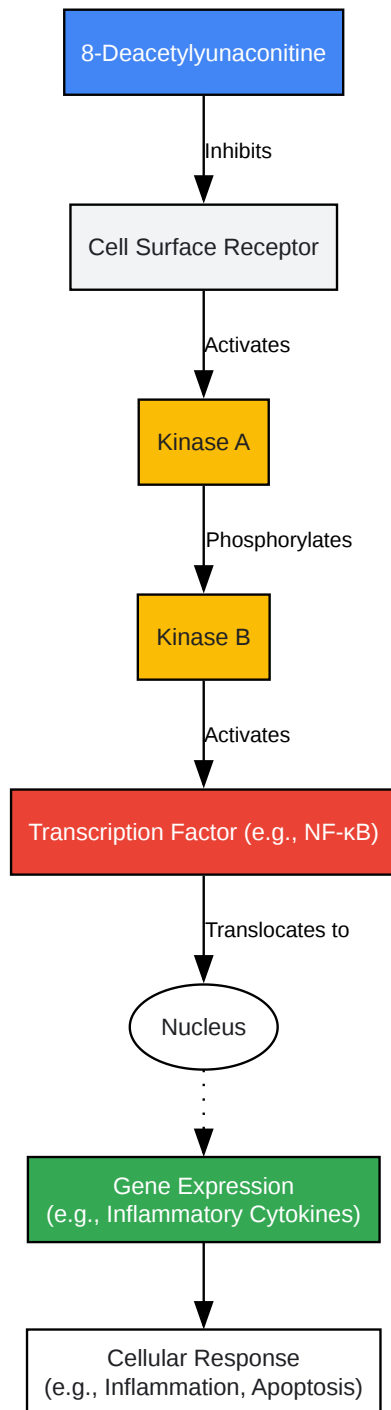 8-Deacetylyunaconitine
Inhibits
Cell Surface Receptor
Activates
Kinase A
Phosphorylates
Kinase B
Activates
Transcription Factor (e.g., NF-κB)
Translocates to
Nucleus
Gene Expression
(e.g., Inflammatory Cytokines)
Cellular Response
(e.g., Inflammation, Apoptosis)